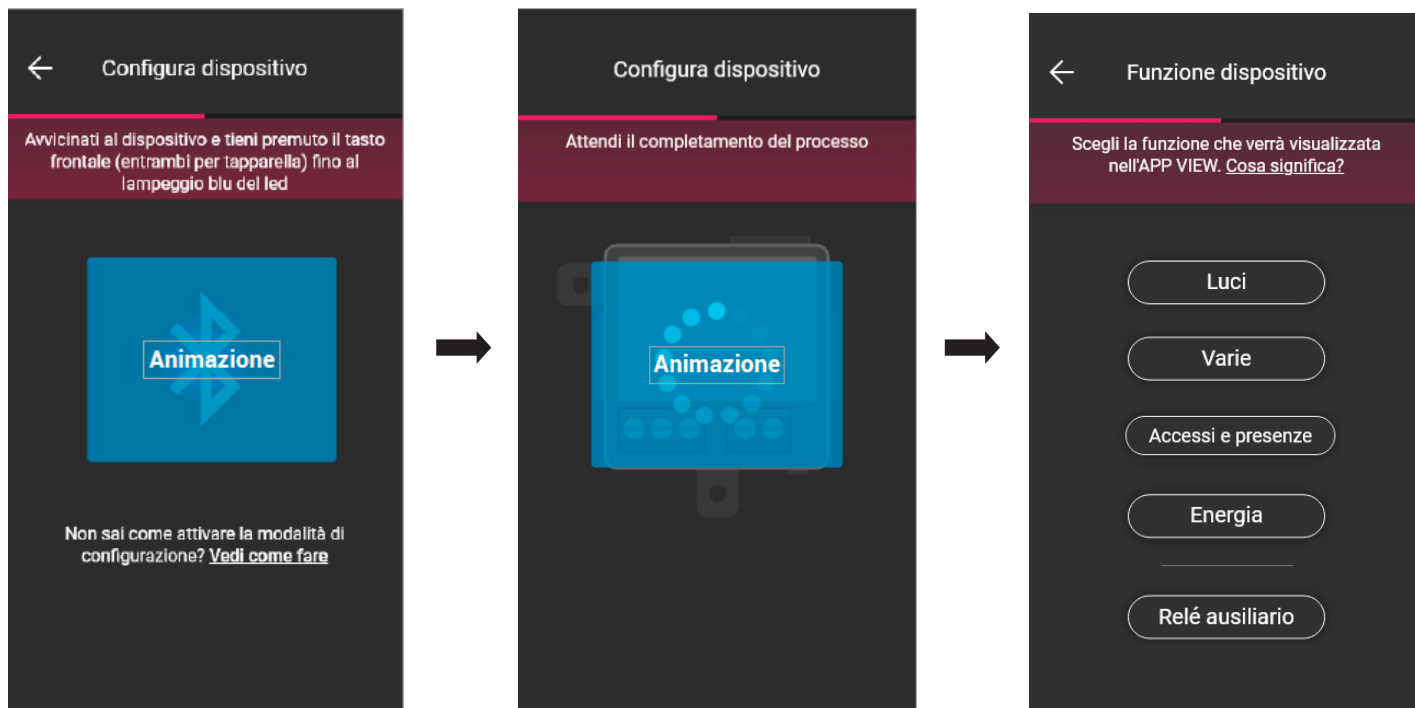 Configura dispositivo
Avvicinati al dispositivo e tieni premuto il tasto
frontale (entrambi per tapparella) fino al
lampeggio blu del led
Animazione
Non sai come attivare la modalità di
configurazione? Vedi come fare
Configura dispositivo
Attendi il completamento del processo
Animazione
Funzione dispositivo
Scegli la funzione che verrà visualizzata
nell'APP VIEW. Cosa significa?
Luci
Varie
Accessi e presenze
Energia
Relé ausiliario